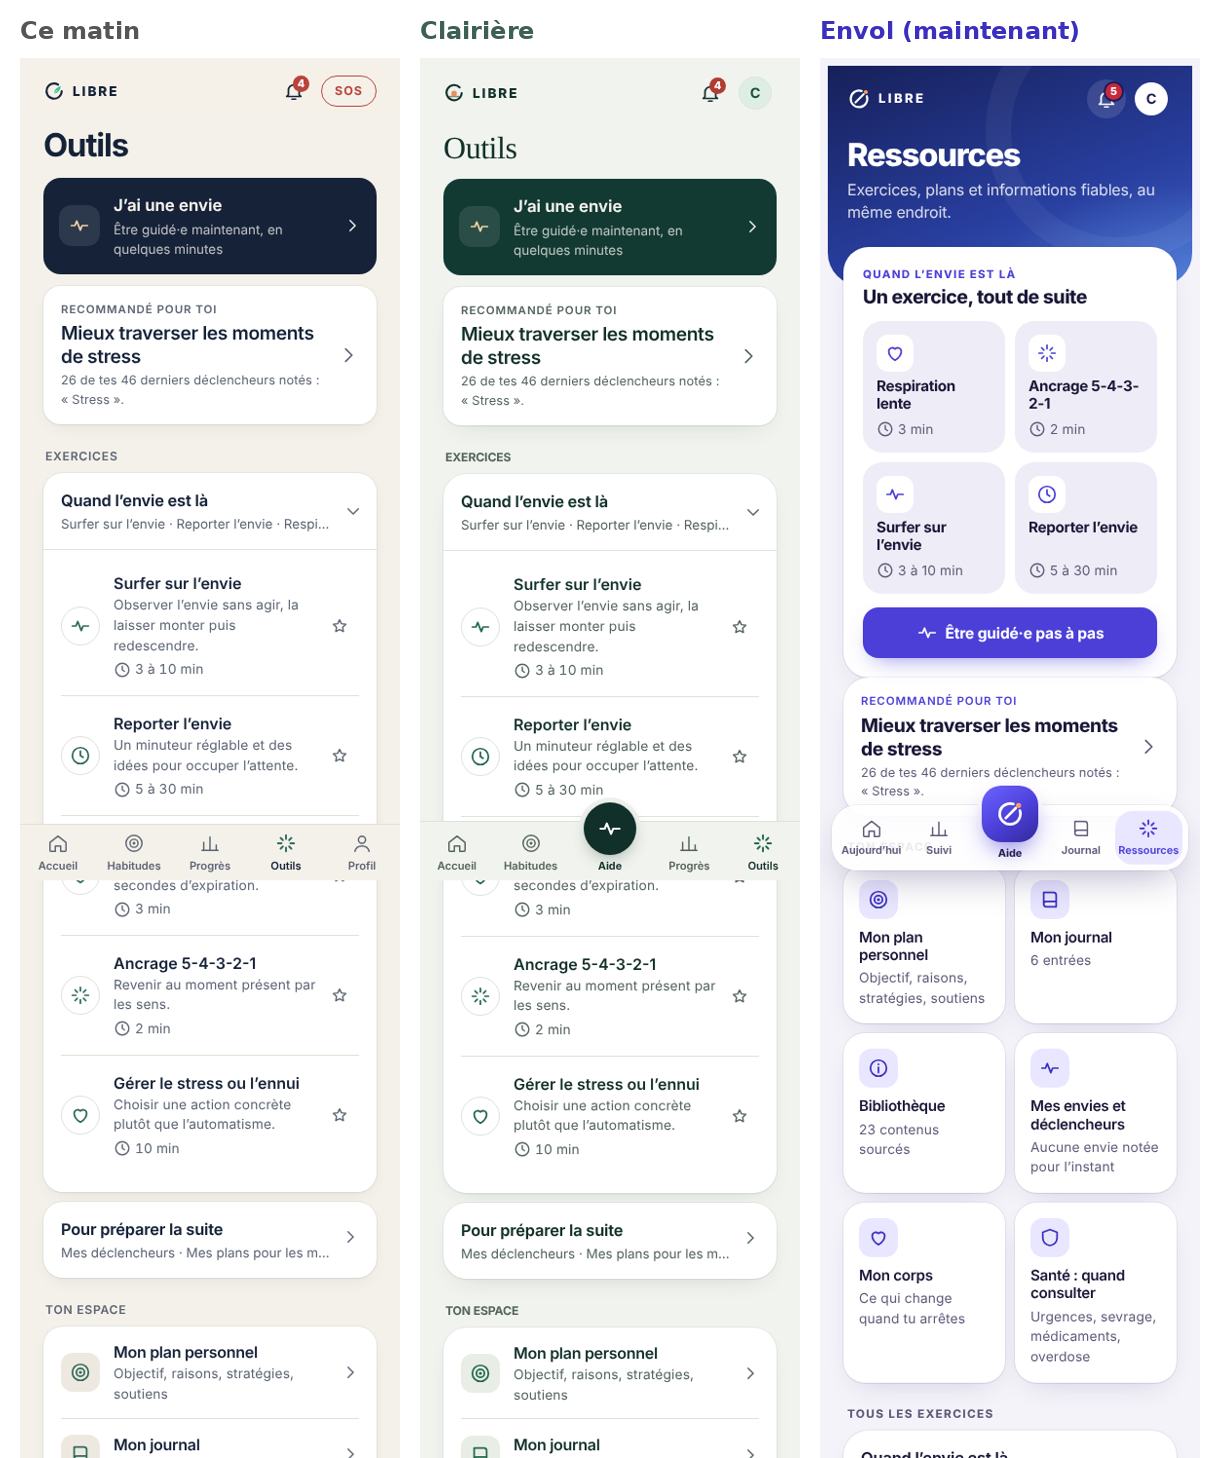 Ce matin
LIBRE
4
SOS
Outils
J’ai une envie
Être guidé·e maintenant, en
quelques minutes
RECOMMANDÉ POUR TOI
Mieux traverser les moments
de stress
26 de tes 46 derniers déclencheurs notés :
« Stress ».
EXERCICES
Quand l’envie est là
Surfer sur l’envie · Reporter l’envie · Respi…
Surfer sur l’envie
Observer l’envie sans agir, la
laisser monter puis
redescendre.
3 à 10 min
Reporter l’envie
Un minuteur réglable et des
idées pour occuper l’attente.
5 à 30 min
Accueil
Habitudes
Progrès
Outils
Profil
secondes d’expiration.
3 min
Ancrage 5-4-3-2-1
Revenir au moment présent par
les sens.
2 min
Gérer le stress ou l’ennui
Choisir une action concrète
plutôt que l’automatisme.
10 min
Pour préparer la suite
Mes déclencheurs · Mes plans pour les m…
TON ESPACE
Mon plan personnel
Objectif, raisons, stratégies,
soutiens
Mon journal
Clairière
LIBRE
4
C
Outils
J’ai une envie
Être guidé·e maintenant, en
quelques minutes
RECOMMANDÉ POUR TOI
Mieux traverser les moments
de stress
26 de tes 46 derniers déclencheurs notés :
« Stress ».
EXERCICES
Quand l’envie est là
Surfer sur l’envie · Reporter l’envie · Respi…
Surfer sur l’envie
Observer l’envie sans agir, la
laisser monter puis
redescendre.
3 à 10 min
Reporter l’envie
Un minuteur réglable et des
idées pour occuper l’attente.
5 à 30 min
Accueil
Habitudes
Aide
Progrès
Outils
secondes d’expiration.
3 min
Ancrage 5-4-3-2-1
Revenir au moment présent par
les sens.
2 min
Gérer le stress ou l’ennui
Choisir une action concrète
plutôt que l’automatisme.
10 min
Pour préparer la suite
Mes déclencheurs · Mes plans pour les m…
TON ESPACE
Mon plan personnel
Objectif, raisons, stratégies,
soutiens
Mon journal
Envol (maintenant)
LIBRE
5
C
Ressources
Exercices, plans et informations fiables, au
même endroit.
QUAND L’ENVIE EST LÀ
Un exercice, tout de suite
Respiration
lente
3 min
Ancrage 5-4-3-
2-1
2 min
Surfer sur
l’envie
3 à 10 min
Reporter l’envie
5 à 30 min
Être guidé·e pas à pas
RECOMMANDÉ POUR TOI
Mieux traverser les moments
de stress
26 de tes 46 derniers déclencheurs notés :
« Stress ».
Aujourd’hui
Suivi
Aide
Journal
Ressources
Mon plan
personnel
Objectif, raisons,
stratégies, soutiens
Mon journal
6 entrées
Bibliothèque
23 contenus
sourcés
Mes envies et
déclencheurs
Aucune envie notée
pour l’instant
Mon corps
Ce qui change
quand tu arrêtes
Santé : quand
consulter
Urgences, sevrage,
médicaments,
overdose
TOUS LES EXERCICES
Quand l’envie est là